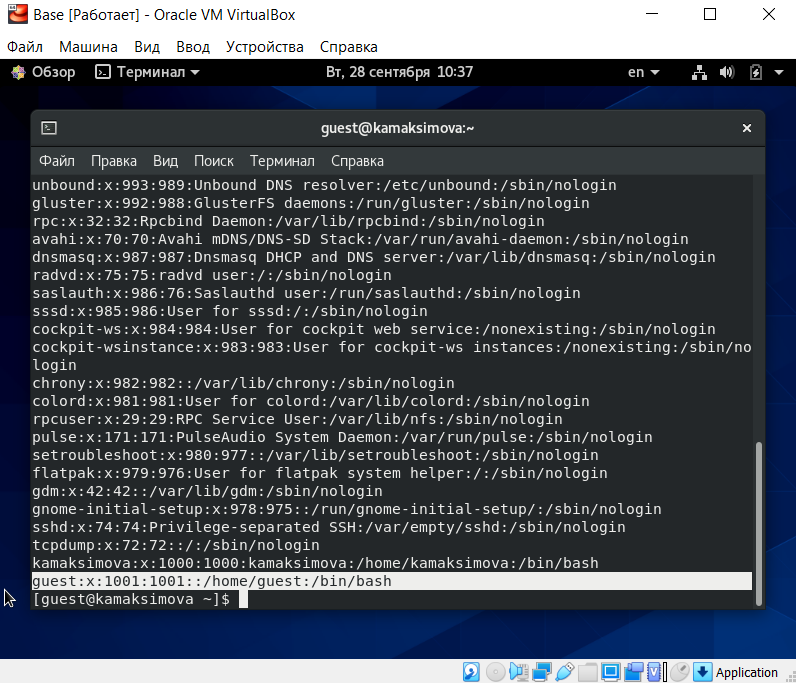 Base [Работает] - Oracle VM VirtualBox
Файл Машина Вид Ввод Устройства Справка
Обзор Терминал Вт, 28 сентября 10:37 en
guest@kamaksimova:~
Файл Правка Вид Поиск Терминал Справка
unbound:x:993:989:Unbound DNS resolver:/etc/unbound:/sbin/nologin
gluster:x:992:988:GlusterFS daemons:/run/gluster:/sbin/nologin
rpc:x:32:32:Rpcbind Daemon:/var/lib/rpcbind:/sbin/nologin
avahi:x:70:70:Avahi mDNS/DNS-SD Stack:/var/run/avahi-daemon:/sbin/nologin
dnsmasq:x:987:987:Dnsmasq DHCP and DNS server:/var/lib/dnsmasq:/sbin/nologin
radvd:x:75:75:radvd user:/:/sbin/nologin
saslauth:x:986:76:Saslauthd user:/run/saslauthd:/sbin/nologin
sssd:x:985:986:User for sssd:/:/sbin/nologin
cockpit-ws:x:984:984:User for cockpit web service:/nonexisting:/sbin/nologin
cockpit-wsinstance:x:983:983:User for cockpit-ws instances:/nonexisting:/sbin/no
login
chrony:x:982:982::/var/lib/chrony:/sbin/nologin
colord:x:981:981:User for colord:/var/lib/colord:/sbin/nologin
rpcuser:x:29:29:RPC Service User:/var/lib/nfs:/sbin/nologin
pulse:x:171:171:PulseAudio System Daemon:/var/run/pulse:/sbin/nologin
setroubleshoot:x:980:977::/var/lib/setroubleshoot:/sbin/nologin
flatpak:x:979:976:User for flatpak system helper:/:/sbin/nologin
gdm:x:42:42::/var/lib/gdm:/sbin/nologin
gnome-initial-setup:x:978:975::/run/gnome-initial-setup/:/sbin/nologin
sshd:x:74:74:Privilege-separated SSH:/var/empty/sshd:/sbin/nologin
tcpdump:x:72:72::/:/sbin/nologin
kamaksimova:x:1000:1000:kamaksimova:/home/kamaksimova:/bin/bash
guest:x:1001:1001::/home/guest:/bin/bash
[guest@kamaksimova ~]$
Application